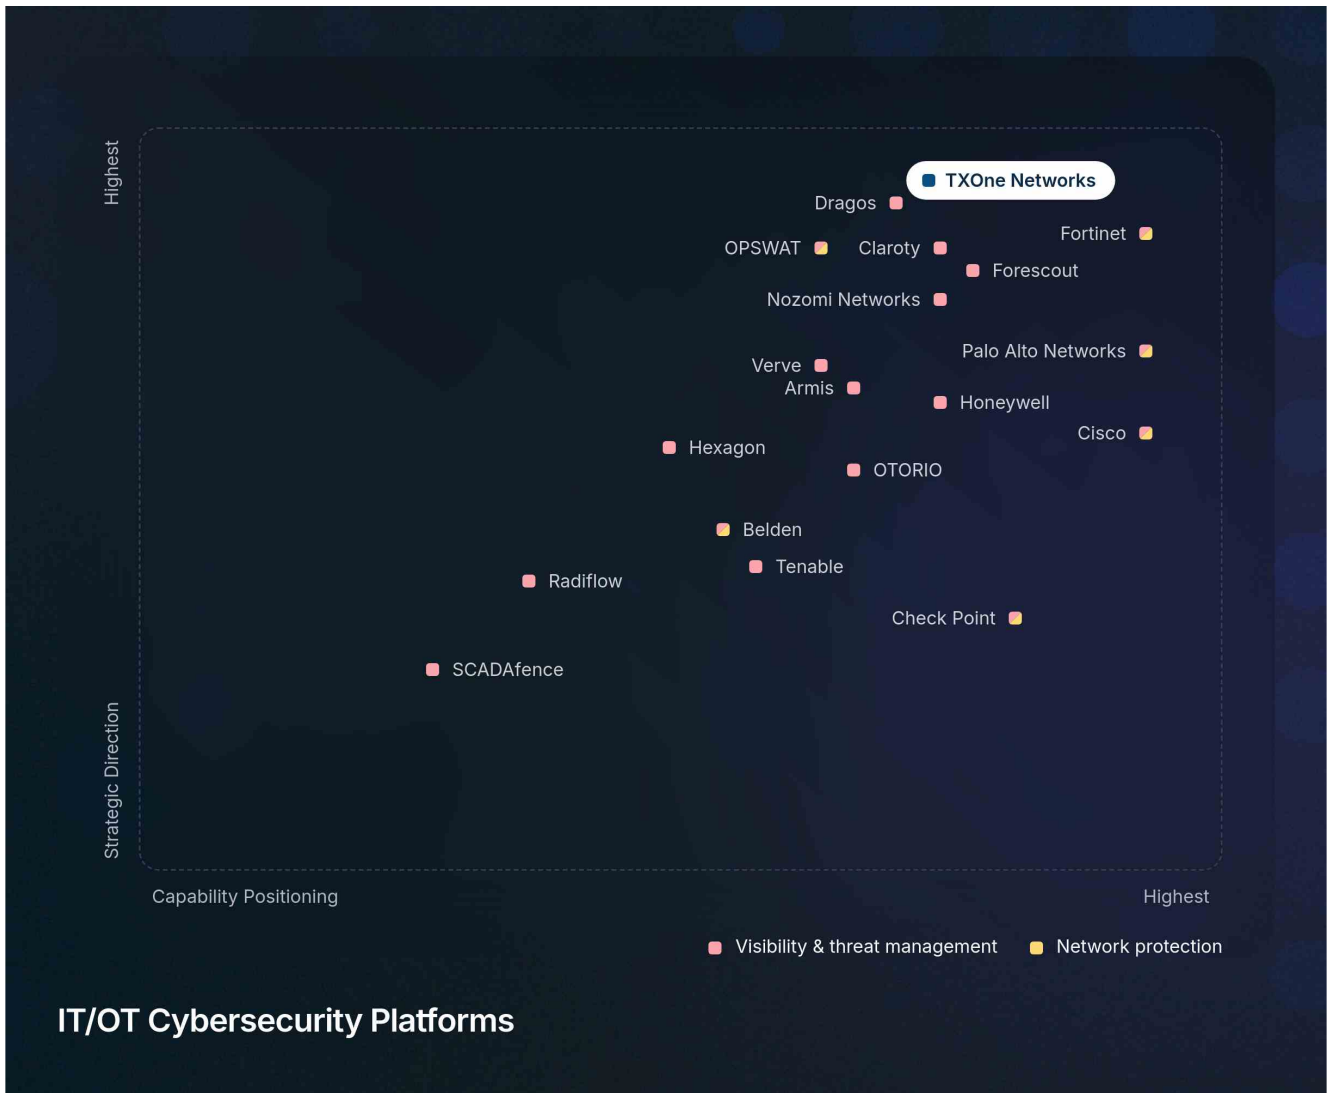 Highest
TXOne Networks
Dragos
Fortinet
OPSWAT
Claroty
Forescout
Nozomi Networks
Palo Alto Networks
Verve
Armis
Honeywell
Cisco
Hexagon
OTORIO
Belden
Tenable
Radiflow
Check Point
SCADAfence
Strategic Direction
Capability Positioning
Highest
Visibility & threat management
Network protection
IT/OT Cybersecurity Platforms